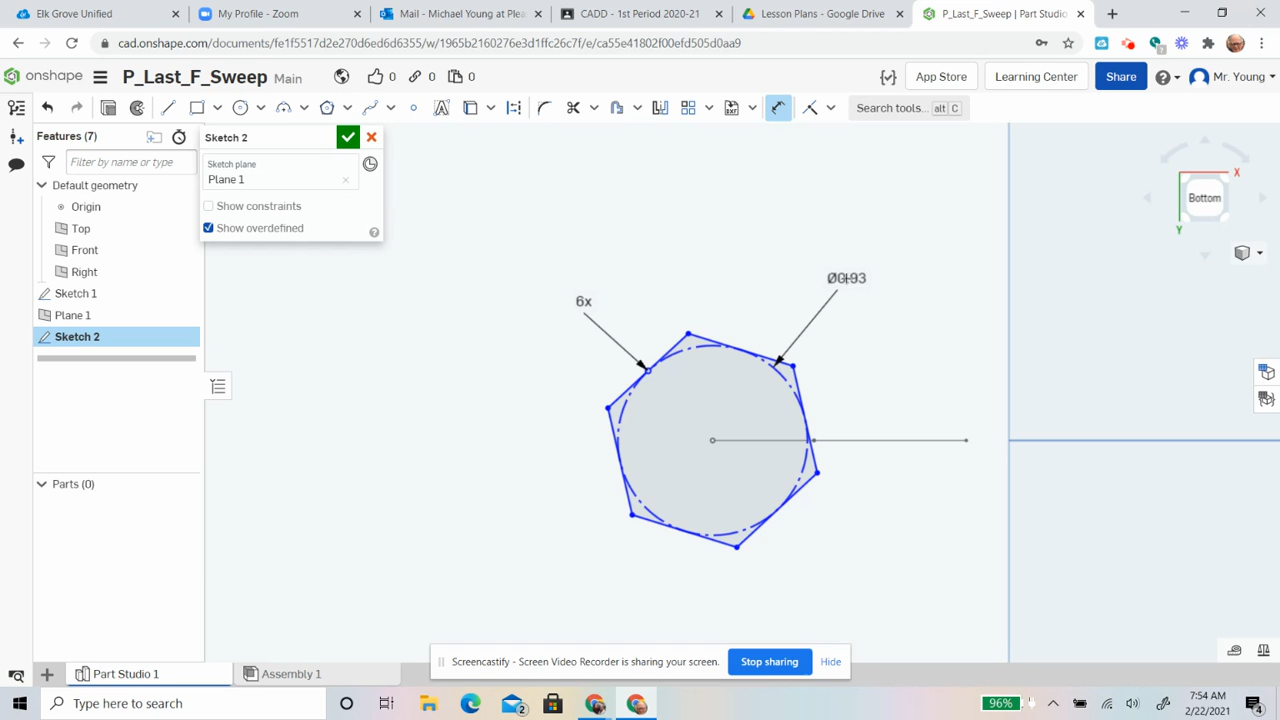 Elk Grove Unified
My Profile - Zoom
Mail - Michael Young at Plea
CADD - 1st Period 2020-21
Lesson Plans - Google Drive
P_Last_F_Sweep | Part Studio
cad.onshape.com/documents/fe1f5517d2e270d6ed6d6355/w/1965b2160276e3d1ffc26c7f/e/ca55e41802f00efd505d0aa9
onshape
P_Last_F_Sweep Main
0
0
0
App Store
Learning Center
Share
Mr. Young
Search tools... alt C
Features (7)
Filter by name or type
Default geometry
Origin
Top
Front
Right
Sketch 1
Plane 1
Sketch 2
Parts (0)
Sketch 2
Sketch plane
Plane 1
Show constraints
Show overdefined
6x
X
Bottom
Y
Screencastify - Screen Video Recorder is sharing your screen.
Stop sharing
Hide
Part Studio 1
Assembly 1
Type here to search
2
96%
7:54 AM
2/22/2021
4